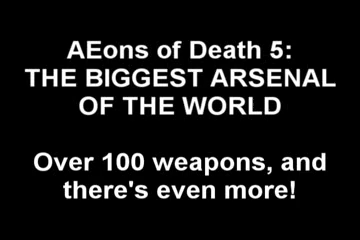 AEons of Death 5:
THE BIGGEST ARSENAL
OF THE WORLD
Over 100 weapons, and
there's even more!